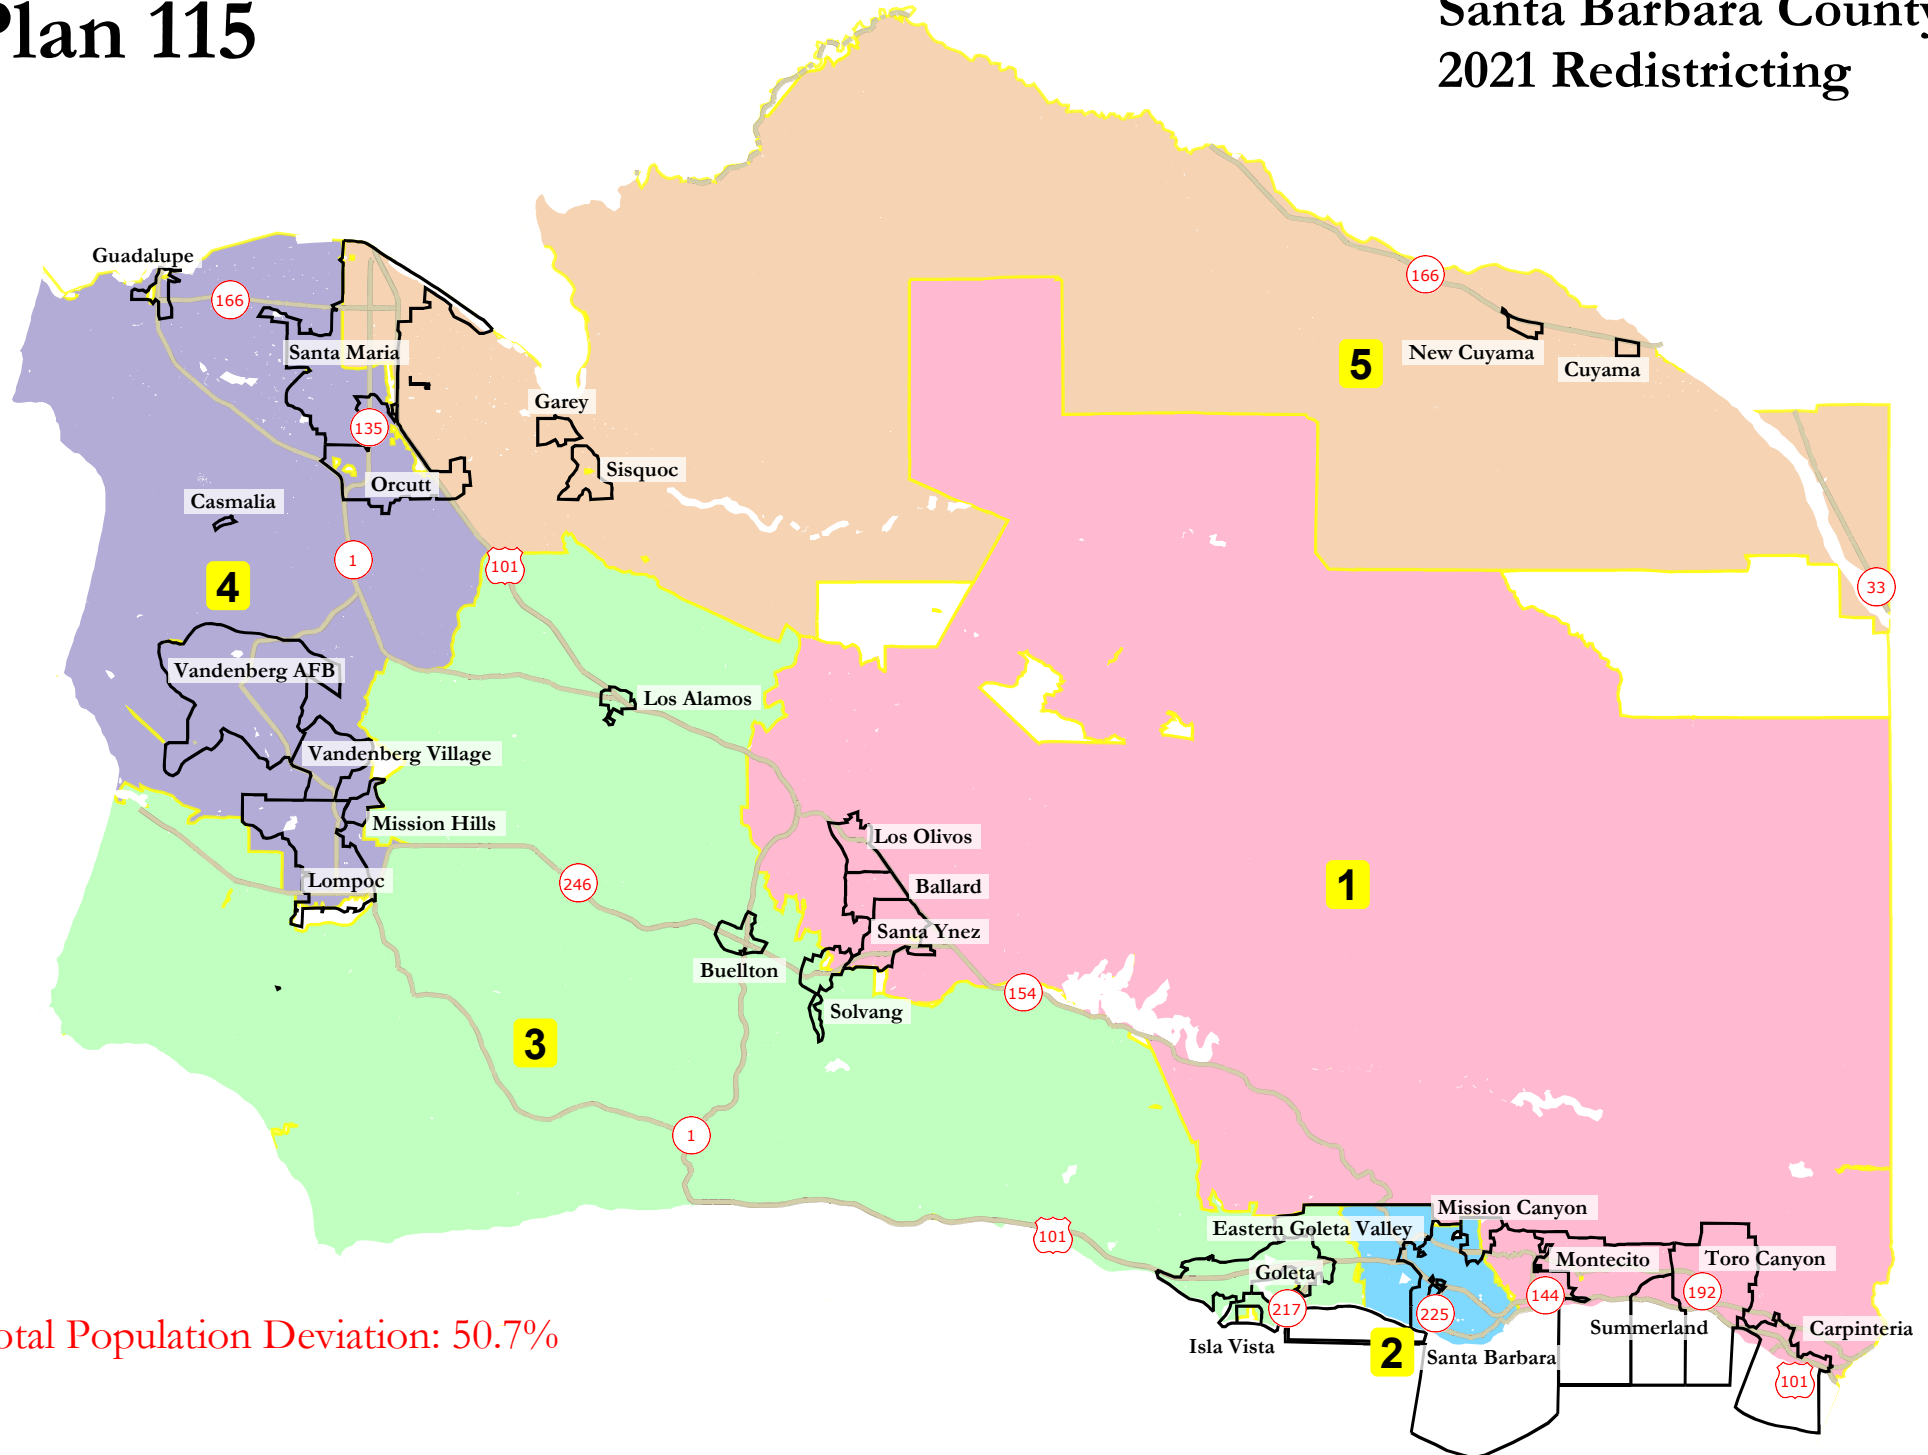 Plan 115
Santa Barbara County
2021 Redistricting
Guadalupe
166
166
Santa Maria
5
New Cuyama
Cuyama
Garey
135
Sisquoc
Orcutt
Casmalia
1
101
4
33
Vandenberg AFB
Los Alamos
Vandenberg Village
Mission Hills
Los Olivos
Lompoc
246
Ballard
1
Santa Ynez
Buellton
154
Solvang
3
1
Mission Canyon
Eastern Goleta Valley
101
Montecito
Toro Canyon
Goleta
217
144
192
225
Summerland
Carpinteria
Isla Vista
2
Santa Barbara
101
otal Population Deviation: 50.7%